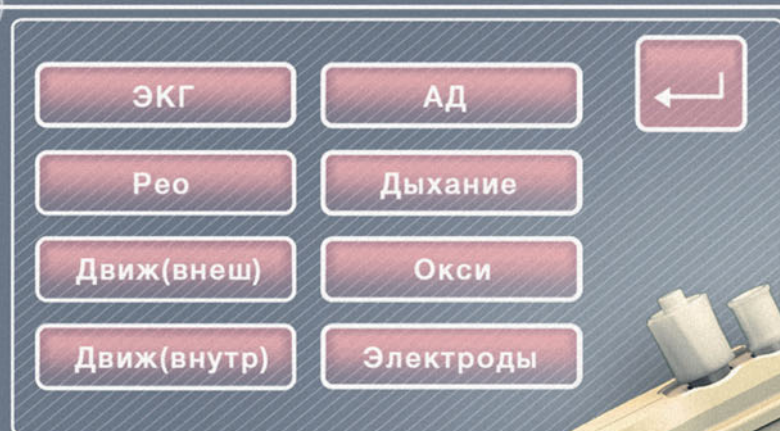 ЭКГ
АД
Рео
Дыхание
Движ(внеш)
Окси
Движ(внутр)
Электроды